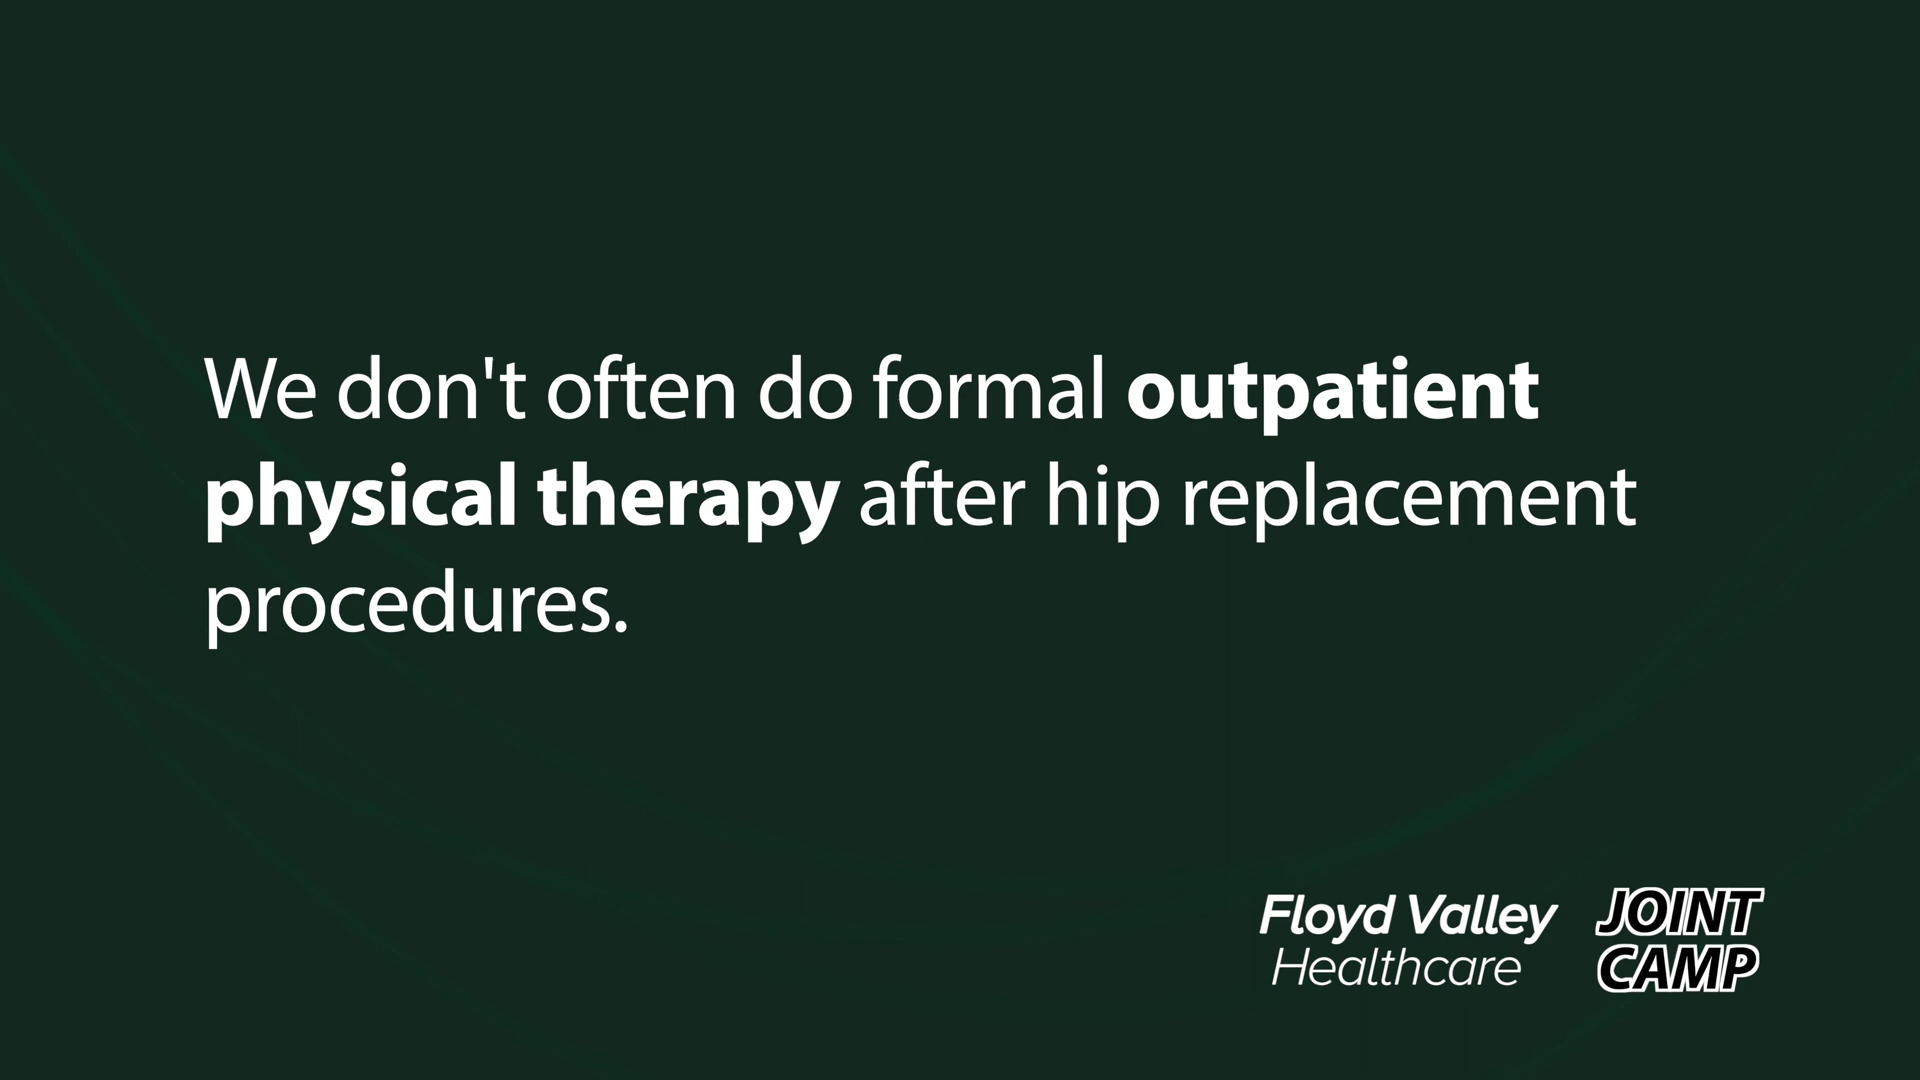 We don't often do formal outpatient
physical therapy after hip replacement
procedures.
Floyd Valley
Healthcare
JOINT
CAMP